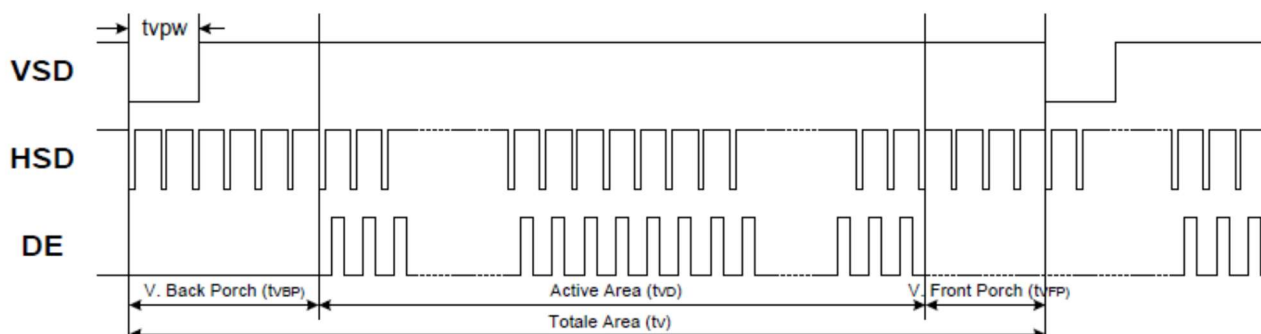 tvpw
VSD
HSD
DE
V. Back Porch (tVBP)
Active Area (tVD)
V. Front Porch (tVFP)
Totale Area (tv)